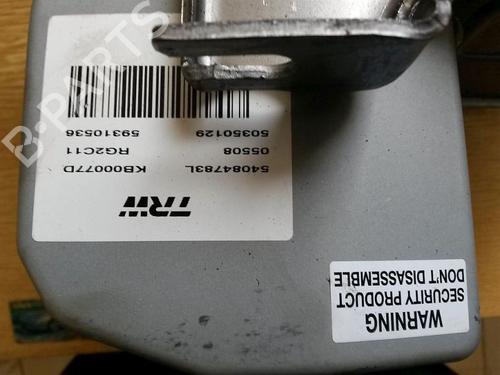 TRW
54084783L KB00077D
05508 RG2C11
50350129 59310536
WARNING
SECURITY PRODUCT
DON'T DISASSEMBLE
B-PARTS